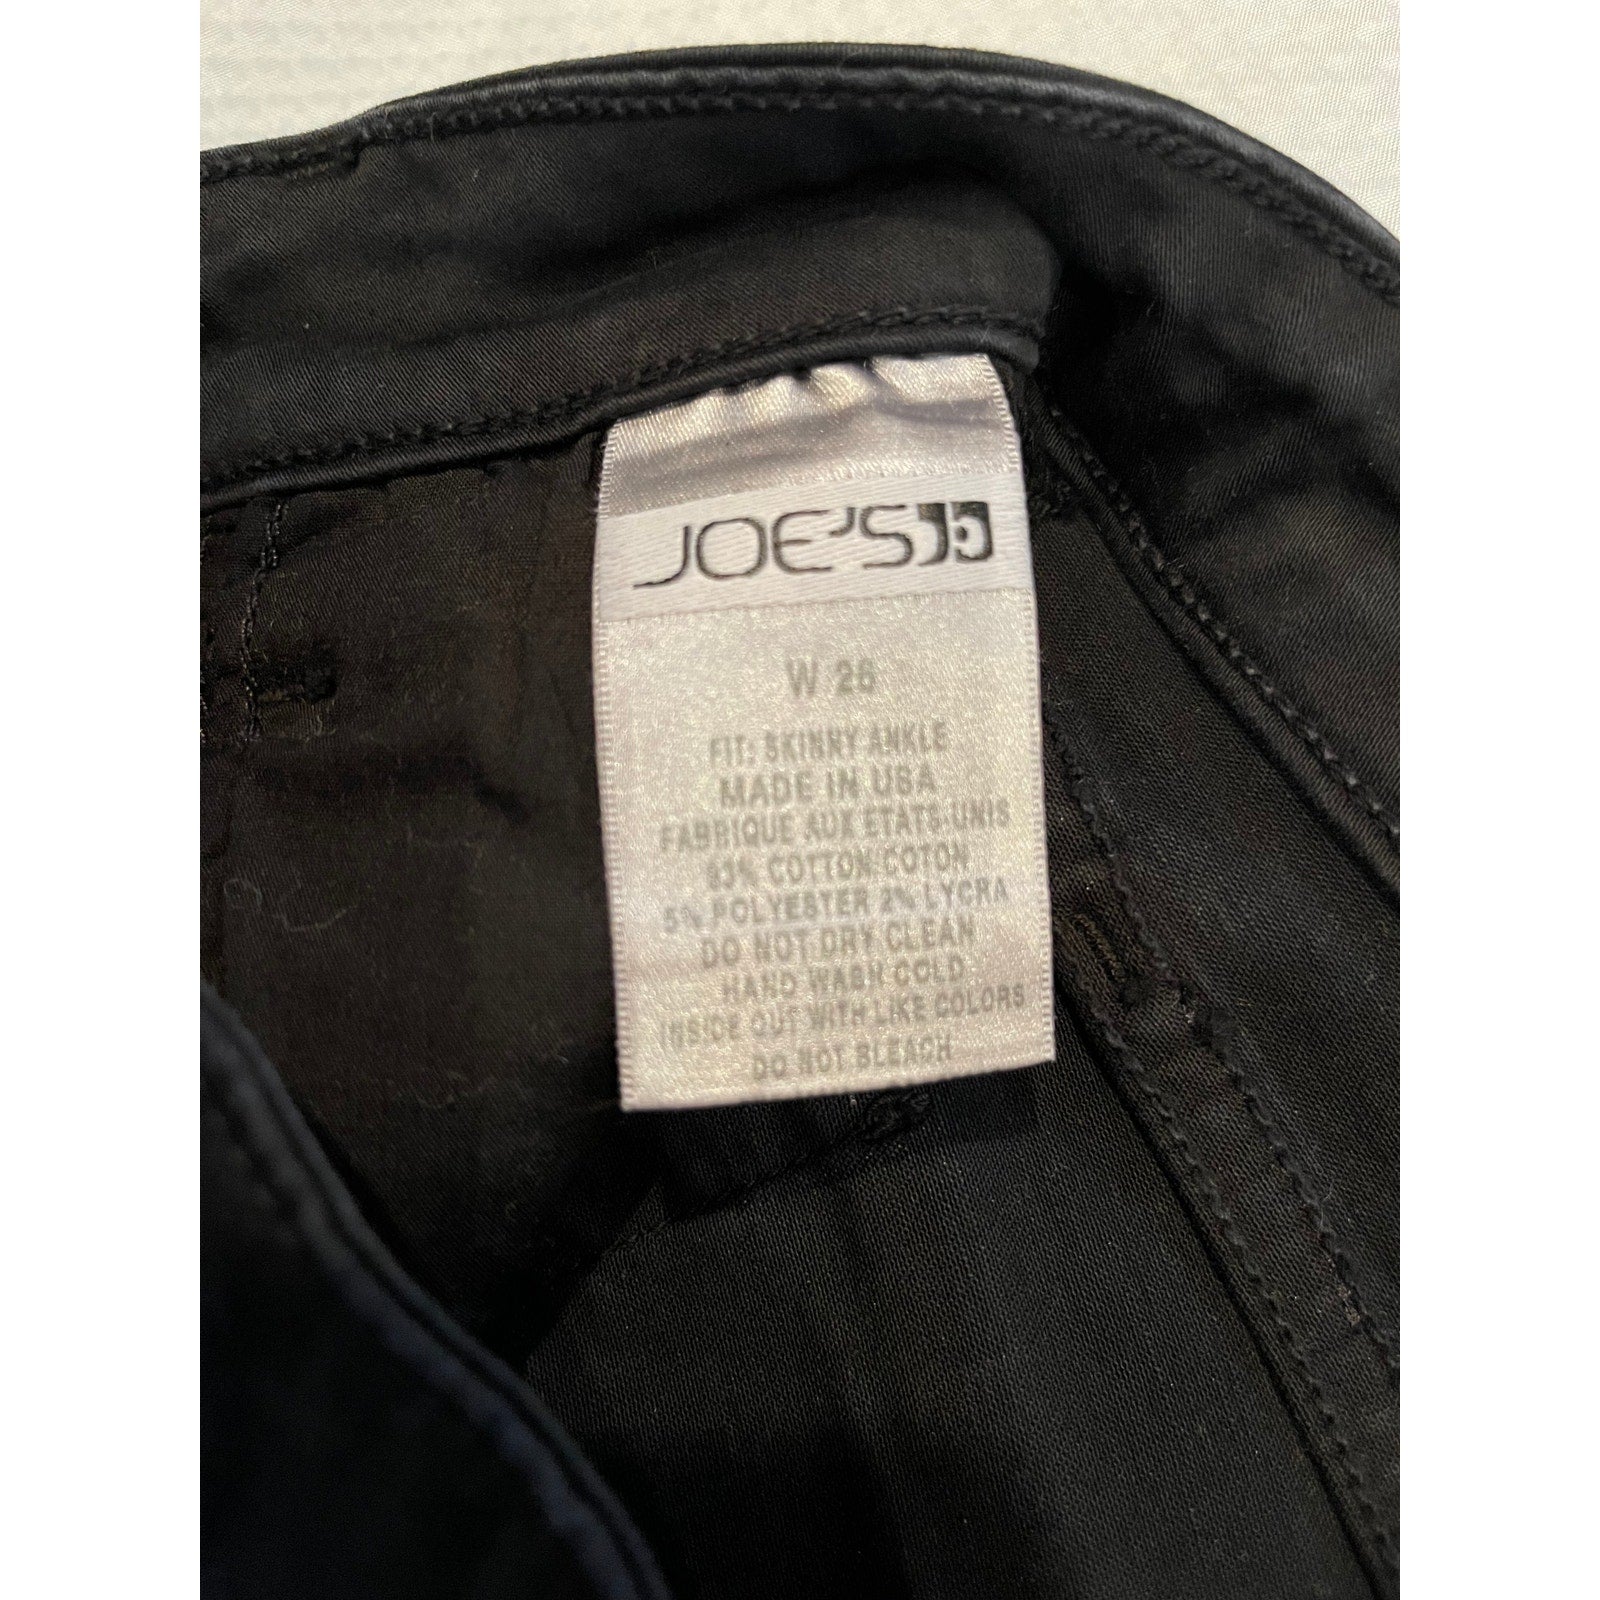 JOE'S
W 26
FIT: SKINNY ANKLE
MADE IN USA
FABRIQUE AUX ETATS-UNIS
93% COTTON COTON
5% POLYESTER 2% LYCRA
DO NOT DRY CLEAN
HAND WASH COLD
INSIDE OUT WITH LIKE COLORS
DO NOT BLEACH